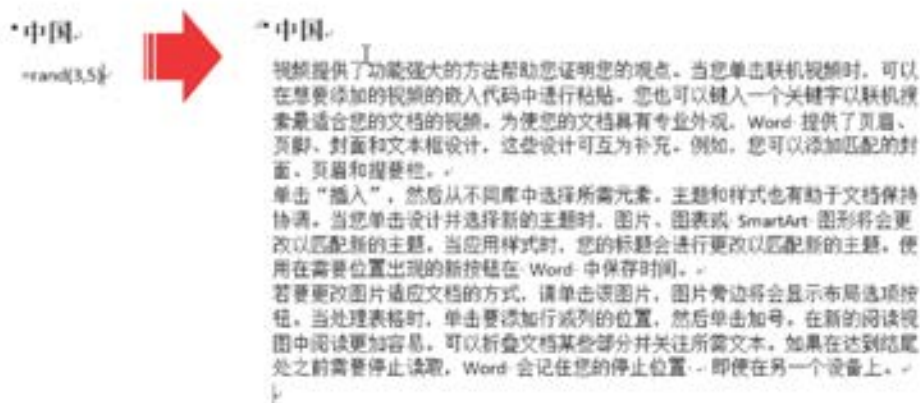 中国
=rand(3,5)
中国
视频提供了功能强大的方法帮助您证明您的观点。当您单击联机视频时，可以
在想要添加的视频的嵌入代码中进行粘贴。您也可以键入一个关键字以联机搜
索最适合您的文档的视频。为使您的文档具有专业外观，Word 提供了页眉、
页脚、封面和文本框设计，这些设计可互为补充。例如，您可以添加匹配的封
面、页眉和提要栏。
单击“插入”，然后从不同库中选择所需元素。主题和样式也有助于文档保持
协调。当您单击设计并选择新的主题时，图片、图表或 SmartArt 图形将会更
改以匹配新的主题。当应用样式时，您的标题会进行更改以匹配新的主题。使
用在需要位置出现的新按钮在 Word 中保存时间。
若要更改图片适应文档的方式，请单击该图片，图片旁边将会显示布局选项按
钮。当处理表格时，单击要添加行或列的位置，然后单击加号。在新的阅读视
图中阅读更加容易。可以折叠文档某些部分并关注所需文本。如果在达到结尾
处之前需要停止读取，Word 会记住您的停止位置 - 即使在另一个设备上。